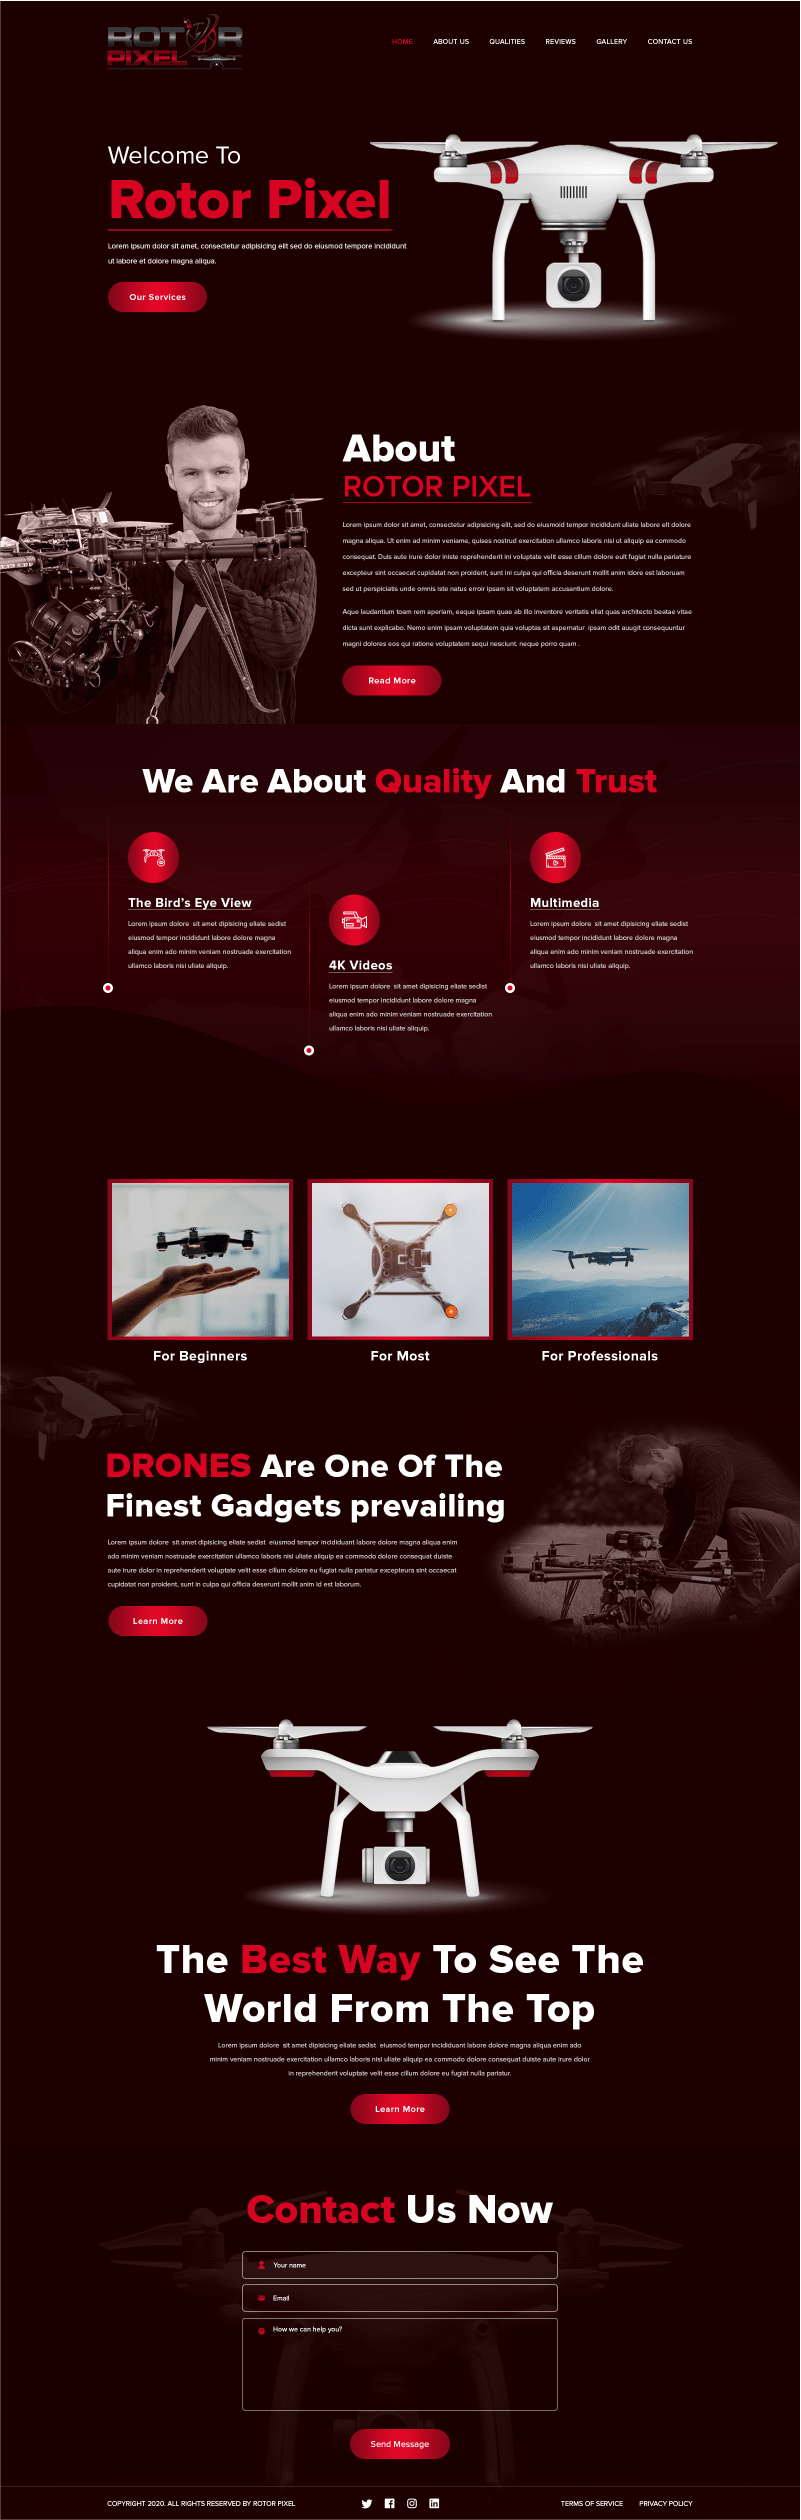 ROTOR
PIXEL
HOME ABOUT US QUALITIES REVIEWS GALLERY CONTACT US
Welcome To
Rotor Pixel
Lorem ipsum dolor sit amet, consectetur adipisicing elit sed do eiusmod tempore incididunt
ut labore et dolore magna aliqua.
Our Services
About
ROTOR PIXEL
Lorem ipsum dolor sit amet, consectetur adipisicing elit, sed do eiusmod tempor incididunt ullate labore elt dolore
magna aliqua. Ut enim ad minim veniame, quises nostrud exercitation ullamco laboris nisi ut aliquip ea commodo
consequat. Duis aute irure dolor iniste reprehenderit ini voluptate velit esse cillum dolore eult fugiat nulla pariature
excepteur sint occaecat cupidatat non proident, sunt ini culpa qui officia deserunt mollit anim idore est laboruam
sed ut perspiciatis unde omnis iste natus erroir ipsam sit voluptatem accusantium dolore.
Aque laudantium toam rem aperiam, eaque ipsam quae ab illo inventore veritatis eliat quas architecto beatae vitae
dicta sunt explicabo. Nemo enim ipsam voluptatem quia voluptas sit aspernatur ipsam odit auugit consequuntur
magni dolores eos qui ratione voluptatem sequi nesciunt. neque porro quam .
Read More
We Are About Quality And Trust
The Bird's Eye View
Lorem ipsum dolore sit amet dipisicing ellate sedist
eiusmod tempor incididunt labore dolore magna
aliqua enim ado minim veniam nostruade exercitation
ullamco laboris nisi ullate aliquip.
4K Videos
Lorem ipsum dolore sit amet dipisicing ellate sedist
eiusmod tempor incididunt labore dolore magna
aliqua enim ado minim veniam nostruade exercitation
ullamco laboris nisi ullate aliquip.
Multimedia
Lorem ipsum dolore sit amet dipisicing ellate sedist
eiusmod tempor incididunt labore dolore magna
aliqua enim ado minim veniam nostruade exercitation
ullamco laboris nisi ullate aliquip.
For Beginners
For Most
For Professionals
DRONES Are One Of The
Finest Gadgets prevailing
Lorem ipsum dolore sit amet dipisicing ellate sedist eiusmod tempor incididuant labore dolore magna aliqua enim
ado minim veniam nostruade exercitation ullamco laboris nisi ullate aliquip ea commodo dolore consequat duiste
aute irure dolor in reprehenderit voluptate velit esse cillum dolore eu fugiat nulla pariatur excepteura sint occaecat
cupidatat non proident, sunt in culpa qui officia deserunt mollit anim id est laborum.
Learn More
The Best Way To See The
World From The Top
Lorem ipsum dolore sit amet dipisicing ellate sedist eiusmod tempor incididuant labore dolore magna aliqua enim ado
minim veniam nostruade exercitation ullamco laboris nisi ullate aliquip ea commodo dolore consequat duiste aute irure dolor
in reprehenderit voluptate velit esse cillum dolore eu fugiat nulla pariatur.
Learn More
Contact Us Now
Your name
Email
How we can help you?
Send Message
COPYRIGHT 2020. ALL RIGHTS RESERVED BY ROTOR PIXEL
TERMS OF SERVICE PRIVACY POLICY